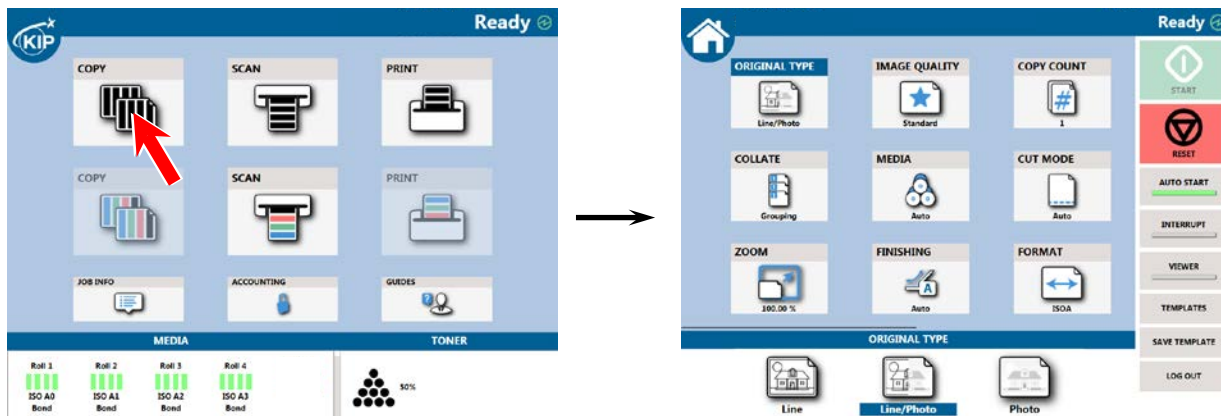 KIP
Ready
COPY
SCAN
PRINT
COPY
SCAN
PRINT
JOB INFO
ACCOUNTING
GUIDES
MEDIA
TONER
Roll 1
Roll 2
Roll 3
Roll 4
ISO A0
ISO A1
ISO A2
ISO A3
Bond
Bond
Bond
Bond
50%
Ready
ORIGINAL TYPE
IMAGE QUALITY
COPY COUNT
#
Line/Photo
Standard
1
COLLATE
MEDIA
CUT MODE
Grouping
Auto
Auto
ZOOM
FINISHING
FORMAT
A
100.00 %
Auto
ISOA
START
RESET
AUTO START
INTERRUPT
VIEWER
TEMPLATES
SAVE TEMPLATE
LOG OUT
ORIGINAL TYPE
Line
Line/Photo
Photo